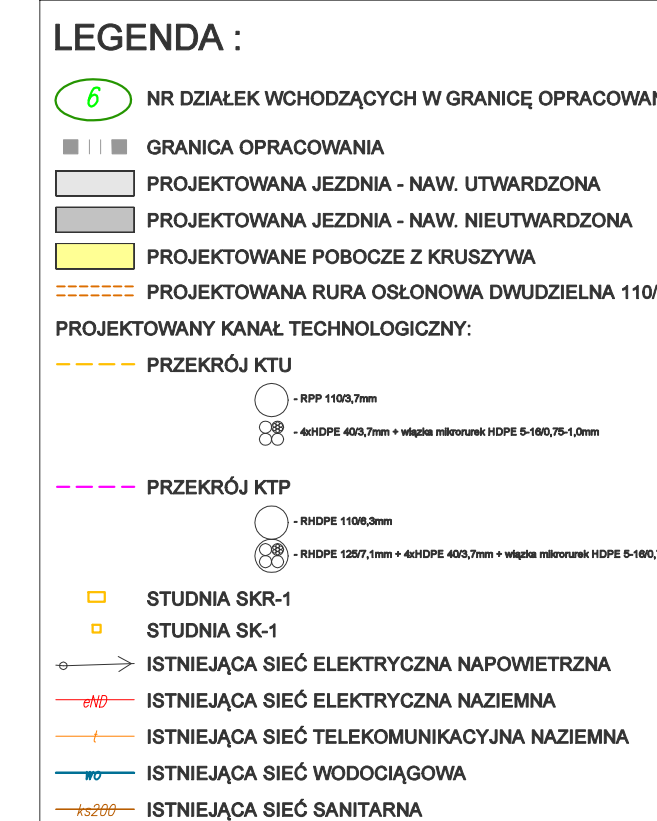 LEGENDA :
6 NR DZIAŁEK WCHODZĄCYCH W GRANICĘ
GRANICA OPRACOWANIA
PROJEKTOWANA JEZDNIA - NAW. UTWARDZONA
PROJEKTOWANA JEZDNIA - NAW. NIEUTWARDZONA
PROJEKTOWANE POBOCZE Z KRUSZYWA
PROJEKTOWANA RURA OSŁONOWA DWUDZIELNA 110/
PROJEKTOWANY KANAŁ TECHNOLOGICZNY:
PRZEKRÓJ KTU
- RPP 110/3,7mm
- 4xHDPE 40/3,7mm + wiązka mikrorurek HDPE 5-16/0,75-1,0mm
PRZEKRÓJ KTP
- RHDPE 110/6,3mm
- RHDPE 125/7,1mm + 4xHDPE 40/3,7mm + wiązka mikrorurek HDPE 5-16/0,
STUDNIA SKR-1
STUDNIA SK-1
ISTNIEJĄCA SIEĆ ELEKTRYCZNA NAPOWIETRZNA
eND ISTNIEJĄCA SIEĆ ELEKTRYCZNA NAZIEMNA
t ISTNIEJĄCA SIEĆ TELEKOMUNIKACYJNA NAZIEMNA
wo ISTNIEJĄCA SIEĆ WODOCIĄGOWA
ks200 ISTNIEJĄCA SIEĆ SANITARNA